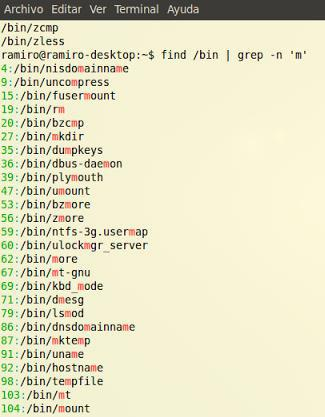 Archivo Editar Ver Terminal Ayuda
/bin/zcmp
/bin/zless
ramiro@ramiro-desktop:~$ find /bin | grep -n 'm'
4:/bin/nisdomainname
9:/bin/uncompress
15:/bin/fusermount
19:/bin/rm
20:/bin/bzcmp
27:/bin/mkdir
35:/bin/dumpkeys
36:/bin/dbus-daemon
39:/bin/plymouth
47:/bin/umount
53:/bin/bzmore
56:/bin/zmore
59:/bin/ntfs-3g.usermap
60:/bin/ulockmgr_server
62:/bin/more
67:/bin/mt-gnu
69:/bin/kbd_mode
71:/bin/dmesg
79:/bin/lsmod
86:/bin/dnsdomainname
87:/bin/mktemp
91:/bin/uname
92:/bin/hostname
98:/bin/tempfile
103:/bin/mt
104:/bin/mount